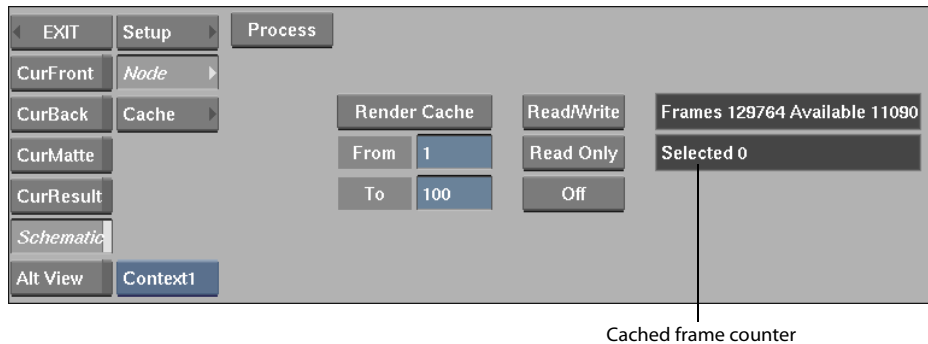 EXIT Setup Process
CurFront Node
CurBack Cache Render Cache Read/Write Frames 129764 Available 11090
CurMatte From 1 Read Only Selected 0
CurResult To 100 Off
Schematic
Alt View Context1
Cached frame counter